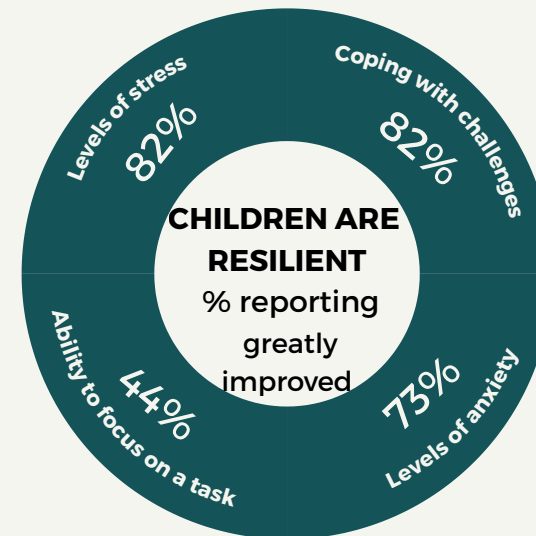 Levels of stress
82%
Coping with challenges
82%
CHILDREN ARE
RESILIENT
% reporting
greatly
improved
Ability to focus on a task
44%
Levels of anxiety
73%